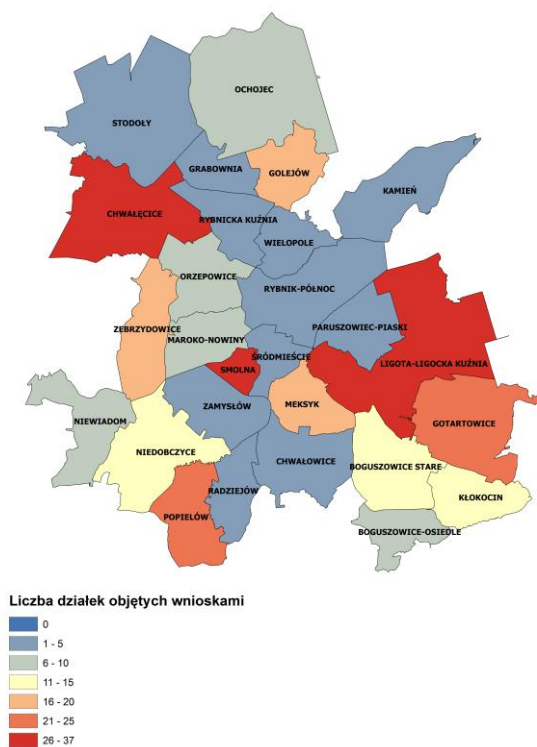 OCHOJEC
STODOŁY
GRABOWNIA
GOLEJÓW
KAMIEŃ
CHWAŁĘCICE
RYBNICKA KUŹNIA
WIELOPOLE
ORZEPOWICE
RYBNIK-PÓŁNOC
ZEBRZYDOWICE
PARUSZOWIEC-PIASKI
MAROKO-NOWINY
ŚRÓDMIEŚCIE
LIGOTA-LIGOCKA KUŹNIA
SMOLNA
ZAMYSŁÓW
MEKSYK
NIEWIADOM
GOTARTOWICE
NIEDOBCZYCE
CHWAŁOWICE
BOGUSZOWICE STARE
RADZIEJÓW
KŁOKOCIN
POPIELÓW
BOGUSZOWICE-OSIEDLE
Liczba działek objętych wnioskami
0
1 - 5
6 - 10
11 - 15
16 - 20
21 - 25
26 - 37